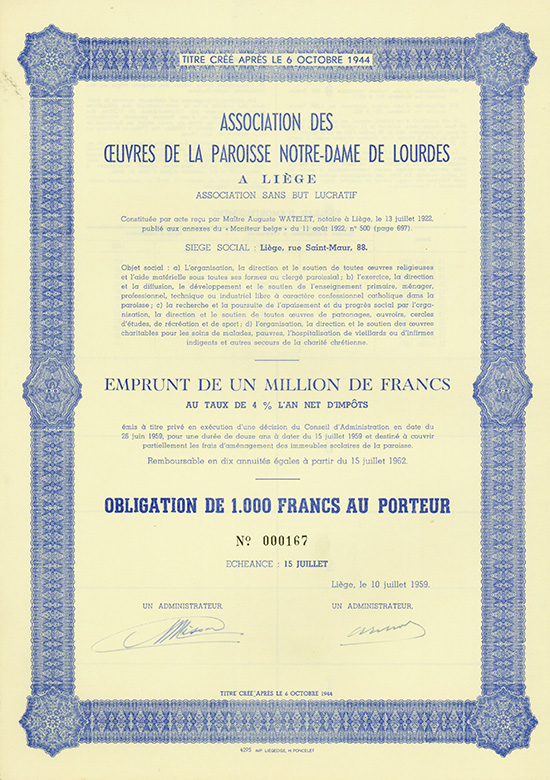 TITRE CRÉÉ APRÈS LE 6 OCTOBRE 1944
ASSOCIATION DES
ŒUVRES DE LA PAROISSE NOTRE-DAME DE LOURDES
A LIÈGE
ASSOCIATION SANS BUT LUCRATIF
Constituée par acte reçu par Maître Auguste WATELET, notaire à Liège, le 13 juillet 1922,
publié aux annexes du « Moniteur belge » du 11 août 1922, n° 500 (page 697).
SIEGE SOCIAL : Liège, rue Saint-Maur, 88.
Objet social : a) L'organisation, la direction et le soutien de toutes œuvres religieuses
et l'aide matérielle sous toutes ses formes au clergé paroissial; b) l'exercice, la direction
et la diffusion, le développement et le soutien de l'enseignement primaire, ménager,
professionnel, technique ou industriel libre à caractère confessionnel catholique dans la
paroisse; c) la recherche et la poursuite de l'apaisement et du progrès social par l'orga-
nisation, la direction et le soutien de toutes œuvres de patronages, ouvroirs, cercles
d'études, de récréation et de sport; d) l'organisation, la direction et le soutien des œuvres
charitables pour les soins de malades, pauvres, l'hospitalisation de vieillards ou d'infirmes
indigents et autres secours de la charité chrétienne.
EMPRUNT DE UN MILLION DE FRANCS
AU TAUX DE 4 % L'AN NET D'IMPÔTS
émis à titre privé en exécution d'une décision du Conseil d'Administration en date du
26 juin 1959, pour une durée de douze ans à dater du 15 juillet 1959 et destiné à couvrir
partiellement les frais d'aménagement des immeubles scolaires de la paroisse.
Remboursable en dix annuités égales à partir du 15 juillet 1962.
OBLIGATION DE 1.000 FRANCS AU PORTEUR
Nº 000167
ECHEANCE : 15 JUILLET
Liège, le 10 juillet 1959.
UN ADMINISTRATEUR, UN ADMINISTRATEUR,
TITRE CRÉÉ APRÈS LE 6 OCTOBRE 1944
4295 IMP. LIÉGEOISE, H. PONCELET